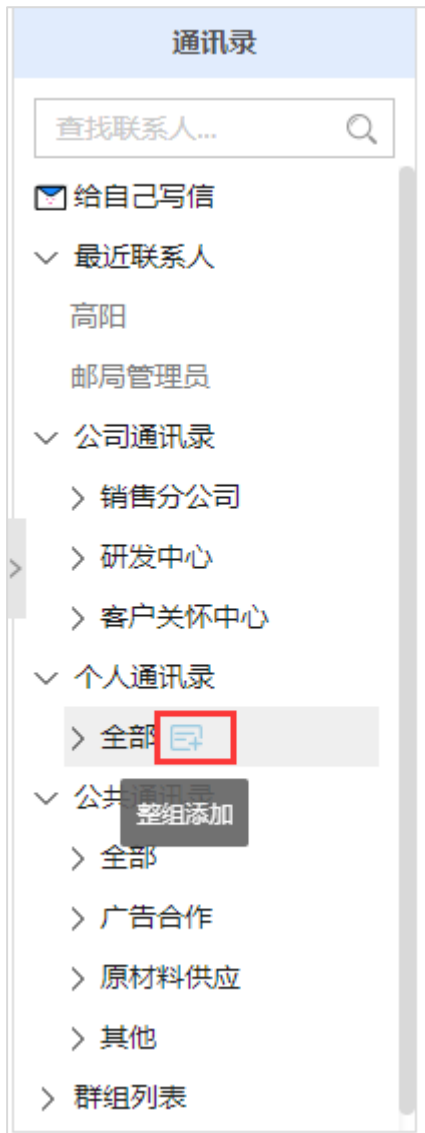 通讯录
查找联系人...
给自己写信
最近联系人
高阳
邮局管理员
公司通讯录
销售分公司
研发中心
客户关怀中心
个人通讯录
全部
公共通讯录
整组添加
全部
广告合作
原材料供应
其他
群组列表